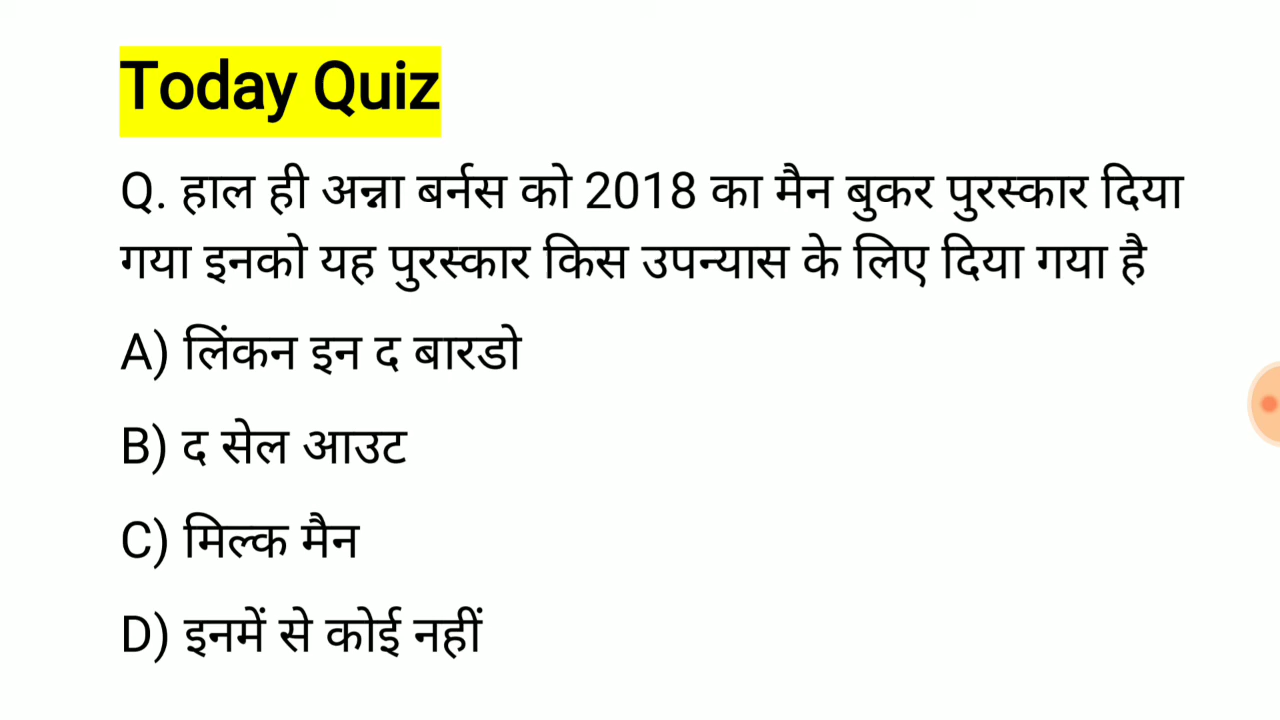 Today Quiz
Q. हाल ही अन्ना बर्नस को 2018 का मैन बुकर पुरस्कार दिया
गया इनको यह पुरस्कार किस उपन्यास के लिए दिया गया है
A) लिंकन इन द बारडो
B) द सेल आउट
C) मिल्क मैन
D) इनमें से कोई नहीं